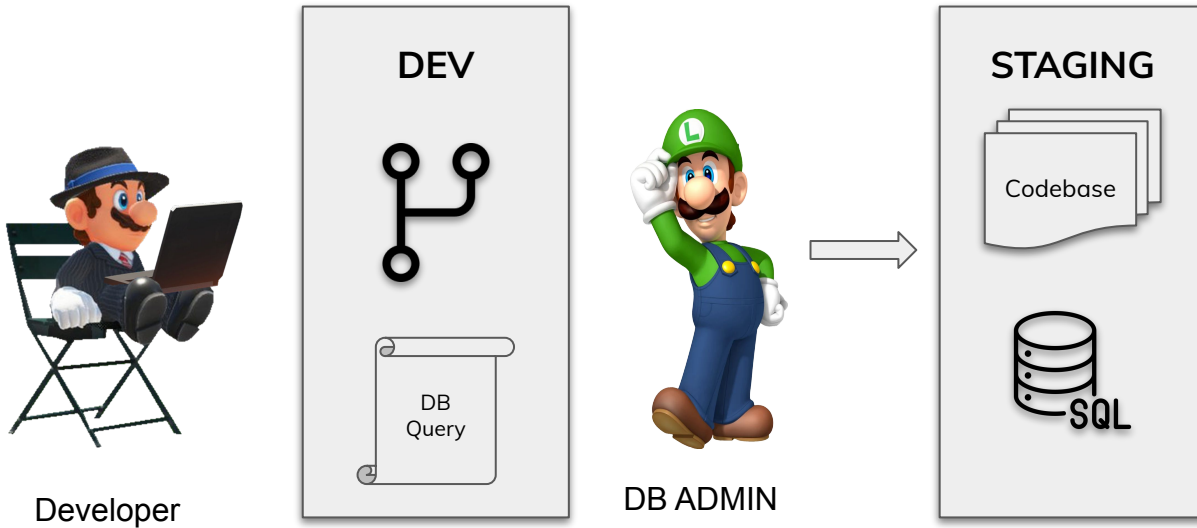 DEV
STAGING
L
Codebase
DB
Query
SQL
DB ADMIN
Developer